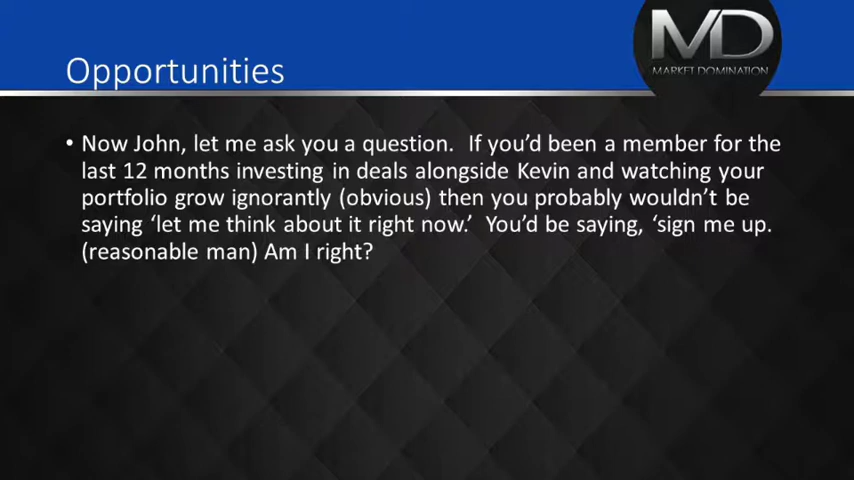 MD
MARKET DOMINATION
Opportunities
• Now John, let me ask you a question.  If you’d been a member for the
last 12 months investing in deals alongside Kevin and watching your
portfolio grow ignorantly (obvious) then you probably wouldn’t be
saying ‘let me think about it right now.’  You’d be saying, ‘sign me up.
(reasonable man) Am I right?